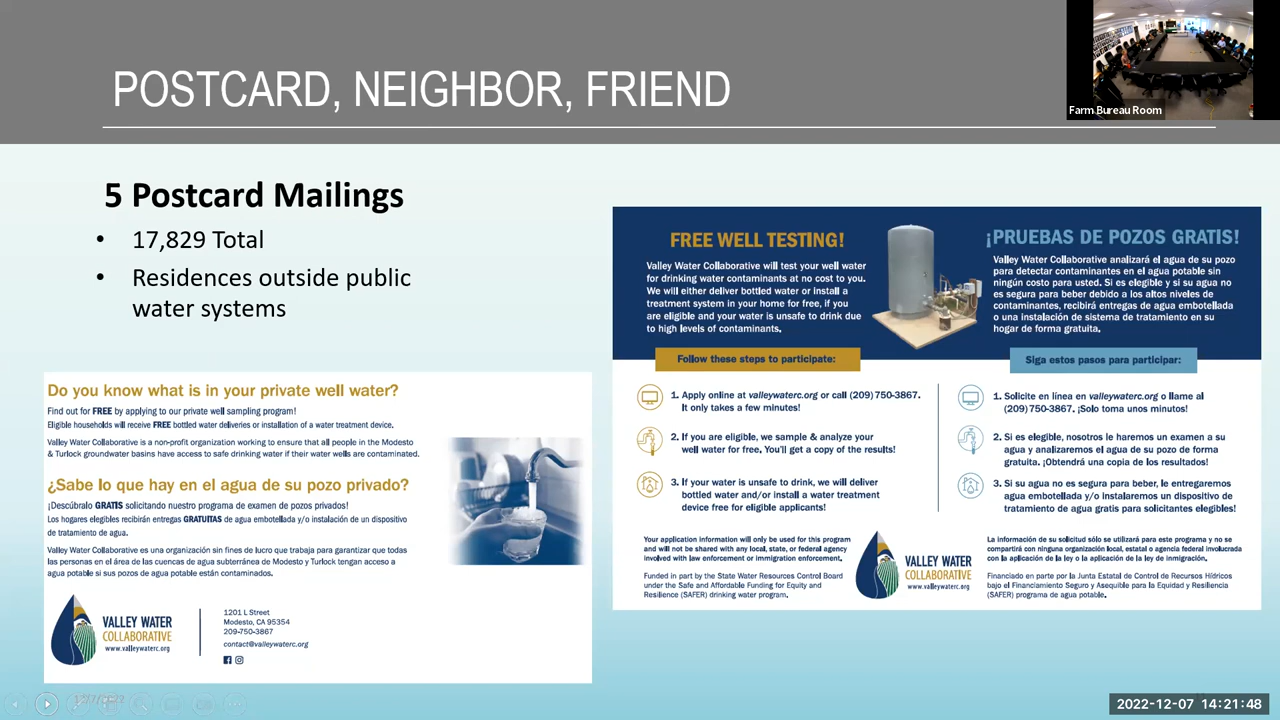 POSTCARD, NEIGHBOR, FRIEND
Farm Bureau Room
5 Postcard Mailings
• 17,829 Total
• Residences outside public
water systems
Do you know what is in your private well water?
Find out for FREE by applying to our private well sampling program!
Eligible households will receive FREE bottled water deliveries or installation of a water treatment device.
Valley Water Collaborative is a non-profit organization working to ensure that all people in the Modesto
& Turlock groundwater basins have access to safe drinking water if their water wells are contaminated.
¿Sabe lo que hay en el agua de su pozo privado?
¡Descúbralo GRATIS solicitando nuestro programa de examen de pozos privados!
Los hogares elegibles recibirán entregas GRATUITAS de agua embotellada y/o instalación de un dispositivo
de tratamiento de agua.
Valley Water Collaborative es una organización sin fines de lucro que trabaja para garantizar que todas
las personas en el área de las cuencas de agua subterránea de Modesto y Turlock tengan acceso a
agua potable si sus pozos de agua potable están contaminados.
VALLEY WATER
COLLABORATIVE
www.valleywaterc.org
1201 L Street
Modesto, CA 95354
209-750-3867
contact@valleywaterc.org
FREE WELL TESTING!
Valley Water Collaborative will test your well water
for drinking water contaminants at no cost to you.
We will either deliver bottled water or install a
treatment system in your home for free, if you
are eligible and your water is unsafe to drink due
to high levels of contaminants.
Follow these steps to participate:
1. Apply online at valleywaterc.org or call (209) 750-3867.
It only takes a few minutes!
2. If you are eligible, we sample & analyze your
well water for free. You'll get a copy of the results!
3. If your water is unsafe to drink, we will deliver
bottled water and/or install a water treatment
device free for eligible applicants!
Your application information will only be used for this program
and will not be shared with any local, state, or federal agency
involved with law enforcement or immigration enforcement.
Funded in part by the State Water Resources Control Board
under the Safe and Affordable Funding for Equity and
Resilience (SAFER) drinking water program.
¡PRUEBAS DE POZOS GRATIS!
Valley Water Collaborative analizará el agua de su pozo
para detectar contaminantes en el agua potable sin
ningún costo para usted. Si es elegible y si su agua no
es segura para beber debido a los altos niveles de
contaminantes, recibirá entregas de agua embotellada
o una instalación de sistema de tratamiento en su
hogar de forma gratuita.
Siga estos pasos para participar:
1. Solicite en línea en valleywaterc.org o llame al
(209) 750-3867. ¡Solo toma unos minutos!
2. Si es elegible, nosotros le haremos un examen a su
agua y analizaremos el agua de su pozo de forma
gratuita. ¡Obtendrá una copia de los resultados!
3. Si su agua no es segura para beber, le entregaremos
agua embotellada y/o instalaremos un dispositivo de
tratamiento de agua gratis para solicitantes elegibles!
La información de su solicitud sólo se utilizará para este programa y no se
compartirá con ninguna organización local, estatal o agencia federal involucrada
con la aplicación de la ley o la aplicación de la ley de inmigración.
Financiado en parte por la Junta Estatal de Control de Recursos Hídricos
bajo el Financiamiento Seguro y Asequible para la Equidad y Resiliencia
(SAFER) programa de agua potable.
VALLEY WATER
COLLABORATIVE
www.valleywaterc.org
12/7/2022
2022-12-07 14:21:48